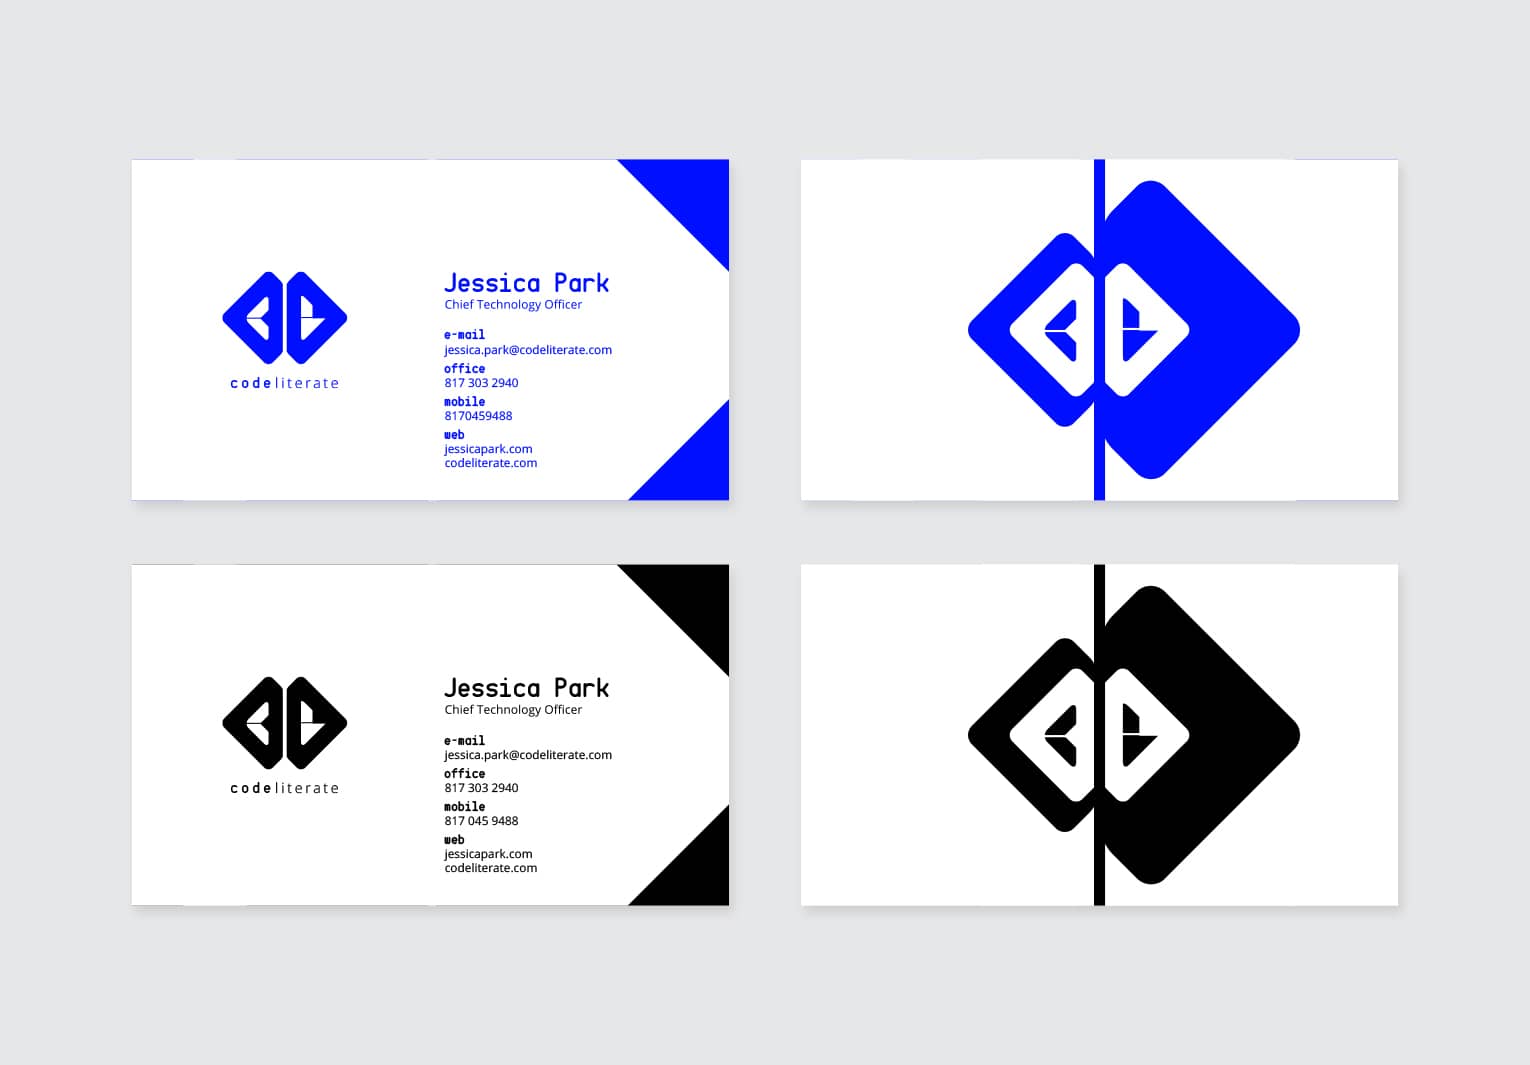 codeliterate
Jessica Park
Chief Technology Officer
e-mail
jessica.park@codeliterate.com
office
817 303 2940
mobile
8170459488
web
jessicapark.com
codeliterate.com
codeliterate
Jessica Park
Chief Technology Officer
e-mail
jessica.park@codeliterate.com
office
817 303 2940
mobile
817 045 9488
web
jessicapark.com
codeliterate.com